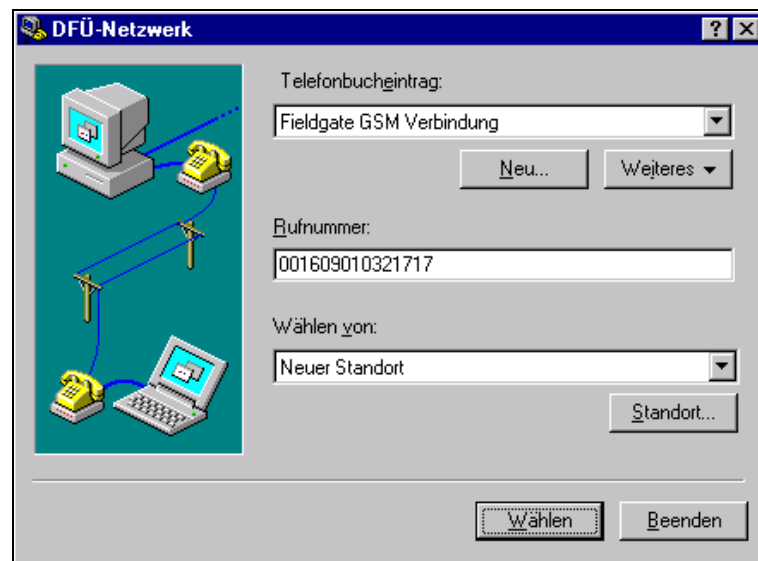 DFÜ-Netzwerk
Telefonbucheintrag:
Fieldgate GSM Verbindung
Neu... Weiteres
Rufnummer:
001609010321717
Wählen von:
Neuer Standort
Standort...
Wählen Beenden